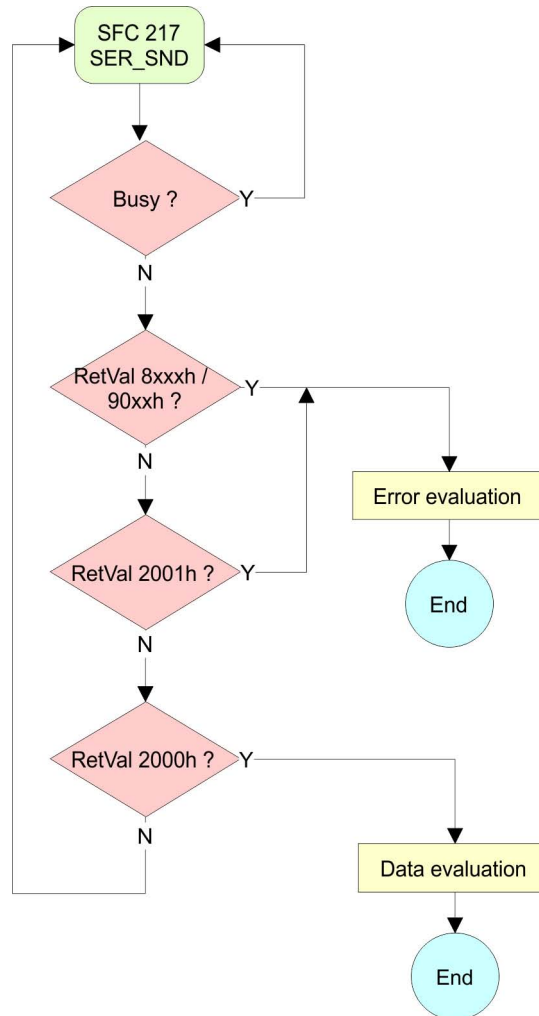 SFC 217
SER_SND
Busy ?
Y
N
RetVal 8xxxh /
90xxh ?
Y
N
Error evaluation
RetVal 2001h ?
Y
End
N
RetVal 2000h ?
Y
N
Data evaluation
End